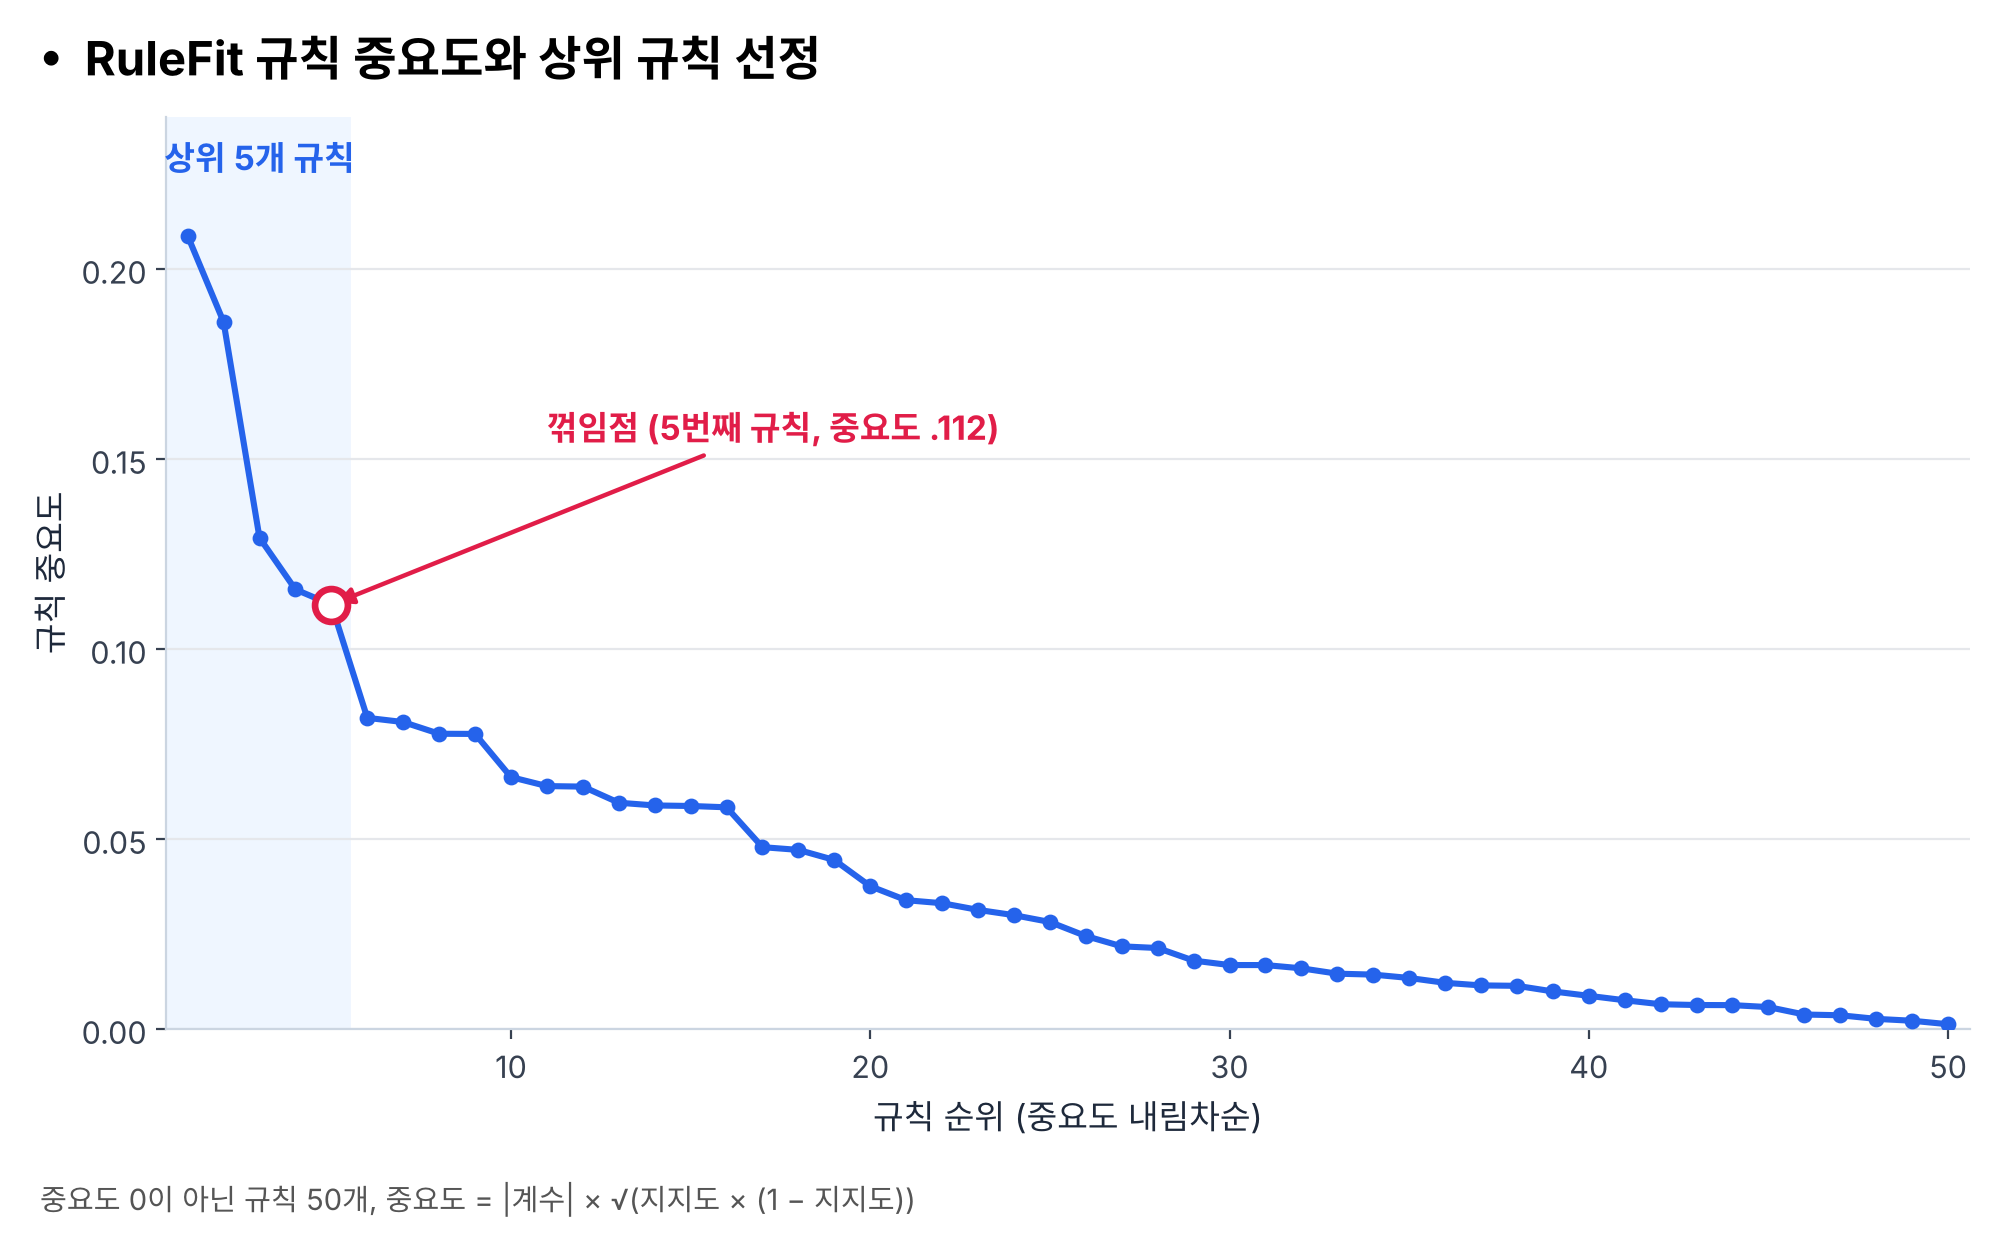 • RuleFit 규칙 중요도와 상위 규칙 선정
상위 5개 규칙
꺾임점 (5번째 규칙, 중요도 .112)
0.20
0.15
0.10
0.05
0.00
규칙 중요도
10 20 30 40 50
규칙 순위 (중요도 내림차순)
중요도 0이 아닌 규칙 50개, 중요도 = |계수| × √(지지도 × (1 − 지지도))